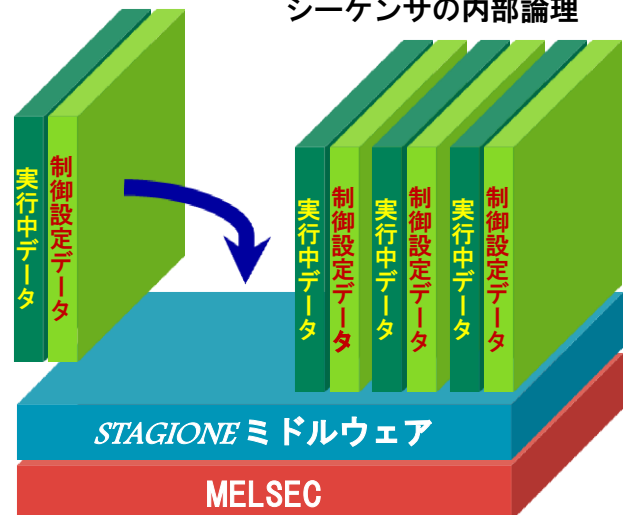 シーケンサの内部論理
実行中データ
制御設定データ
実行中データ
制御設定データ
実行中データ
制御設定データ
実行中データ
制御設定データ
STAGIONE ミドルウェア
MELSEC